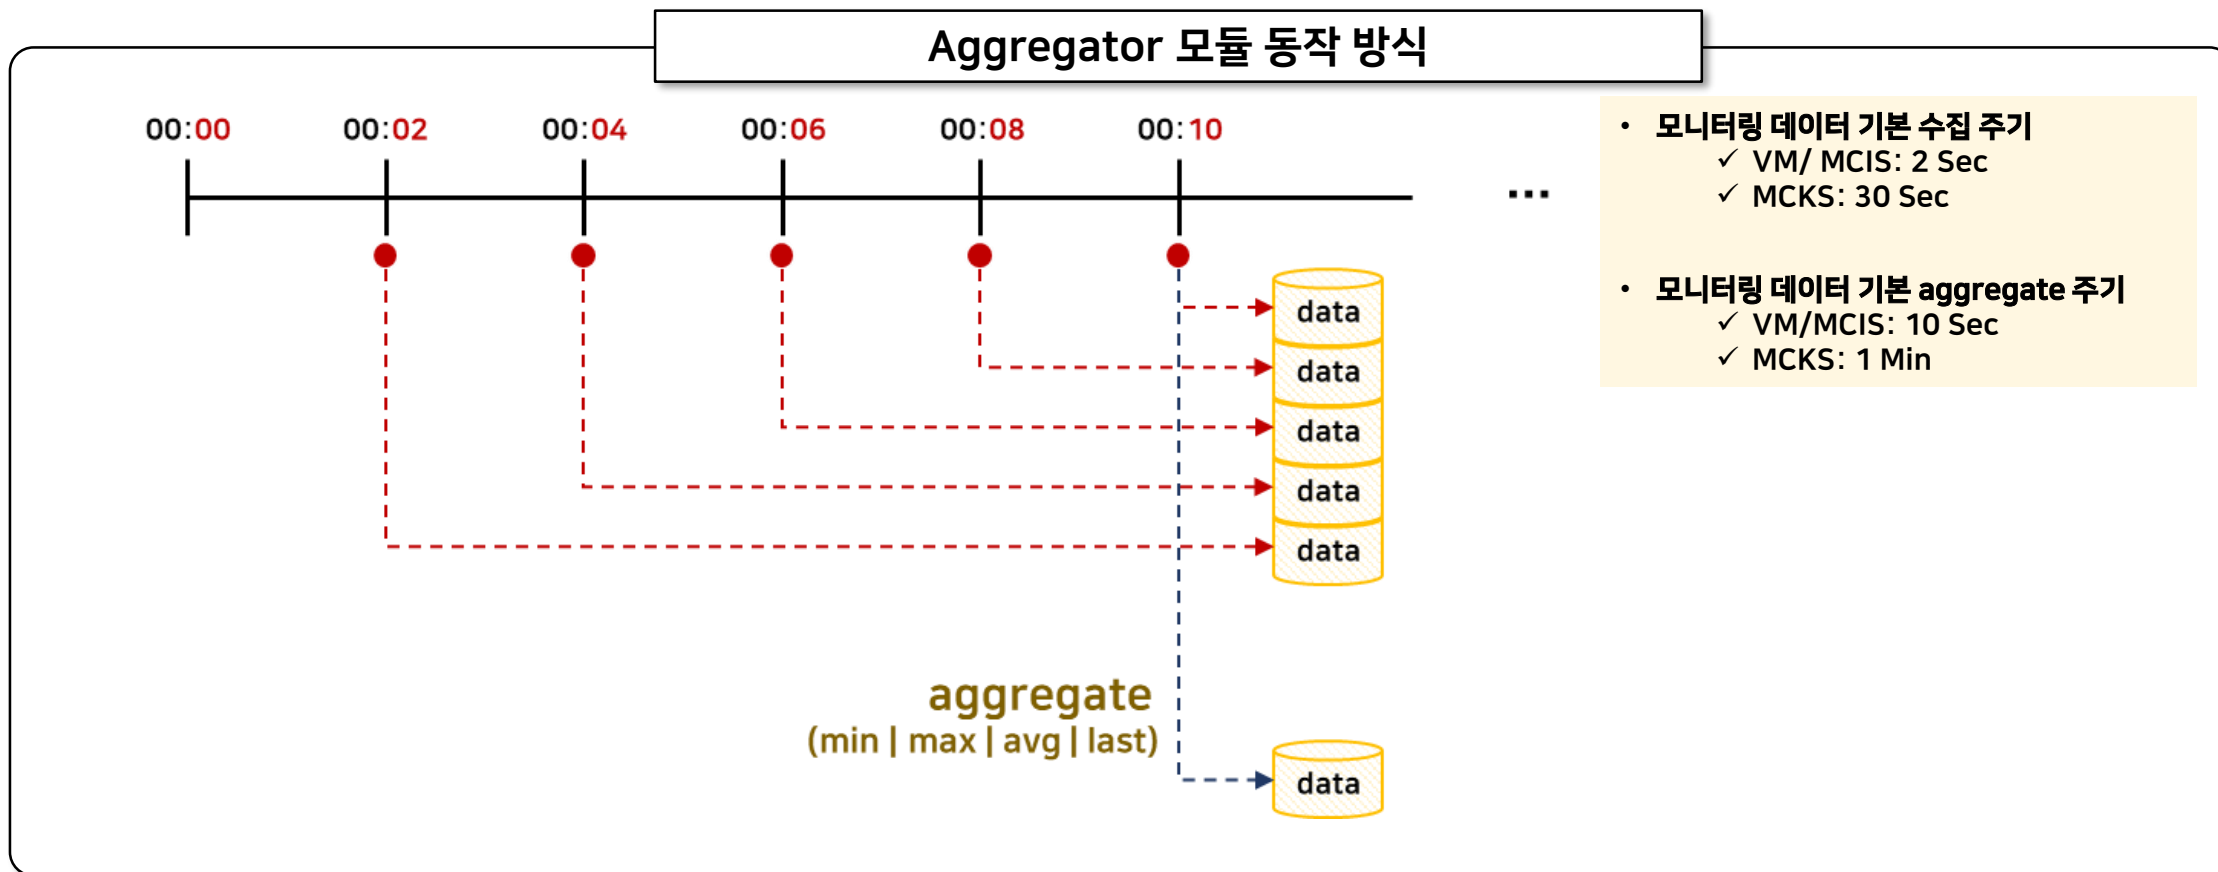 Aggregator 모듈 동작 방식
00:00 00:02 00:04 00:06 00:08 00:10
...
• 모니터링 데이터 기본 수집 주기
✓ VM/ MCIS: 2 Sec
✓ MCKS: 30 Sec
• 모니터링 데이터 기본 aggregate 주기
✓ VM/MCIS: 10 Sec
✓ MCKS: 1 Min
data
data
data
data
data
aggregate
(min | max | avg | last)
data